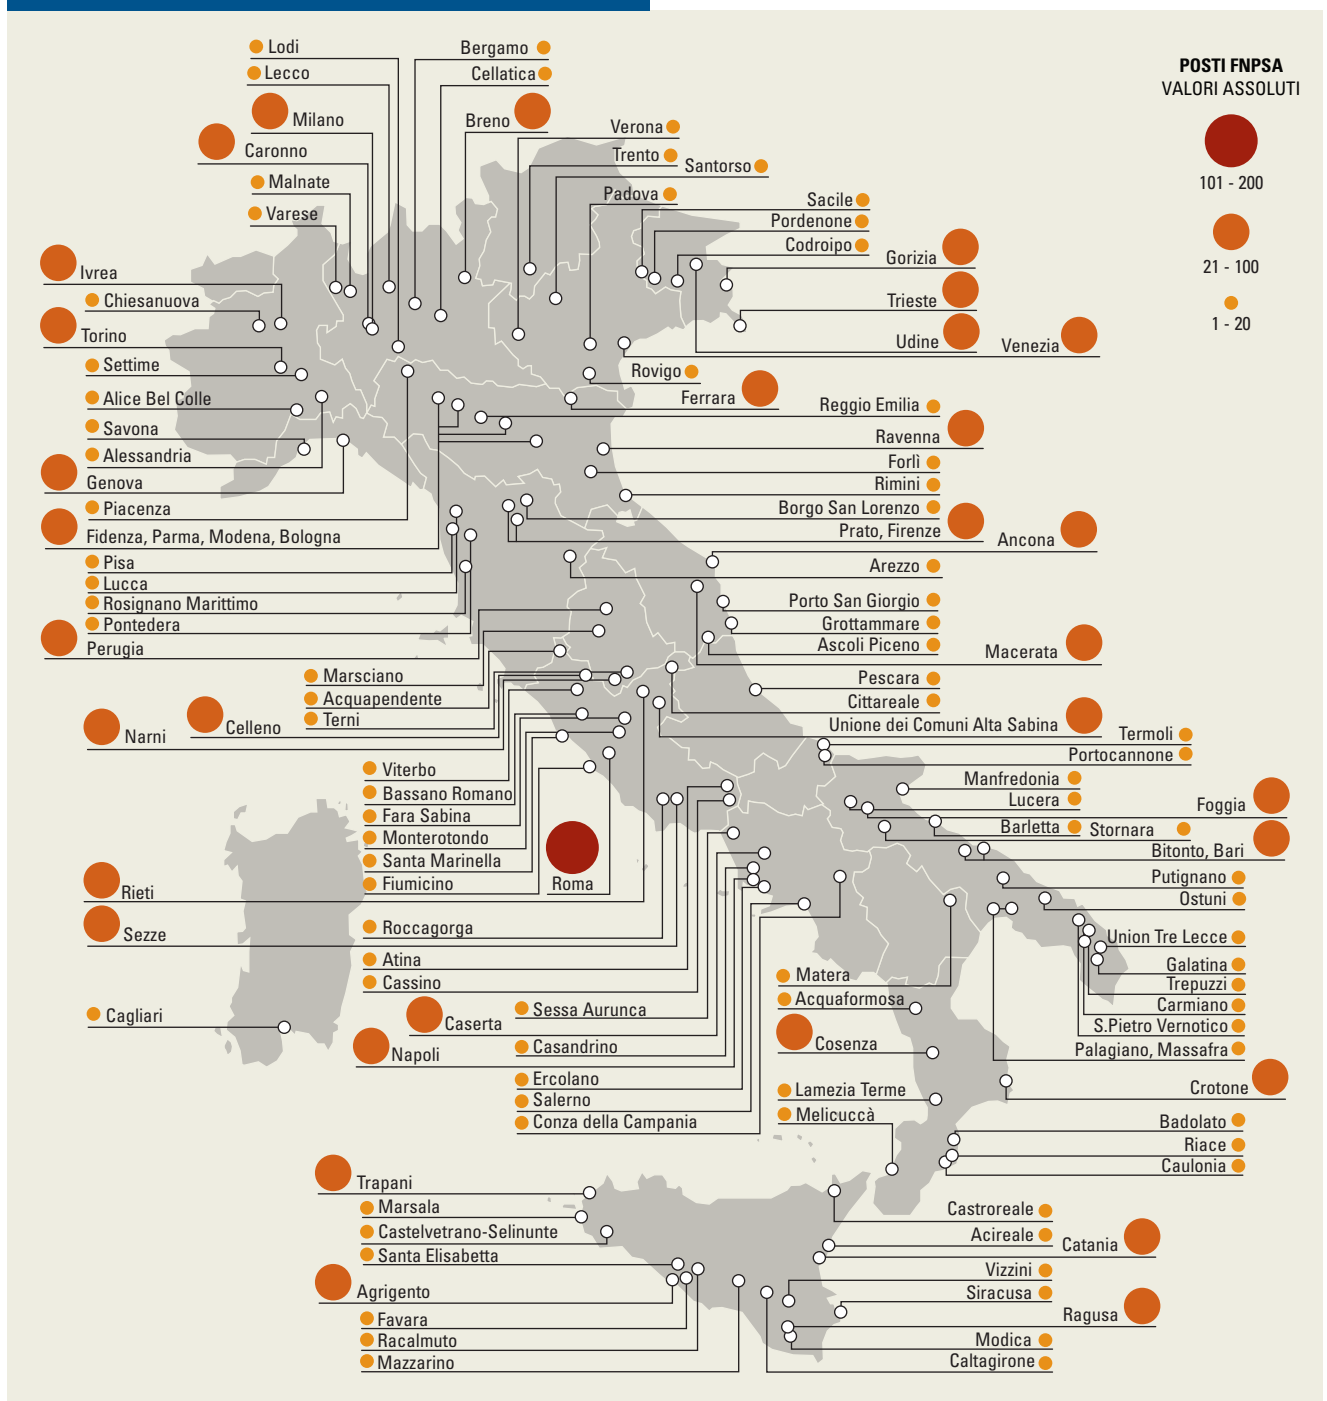 POSTI FNPSA
VALORI ASSOLUTI
101 - 200
21 - 100
1 - 20
Lodi
Lecco
Milano
Caronno
Malnate
Varese
Bergamo
Cellatica
Breno
Verona
Trento
Santorso
Padova
Sacile
Pordenone
Codroipo
Gorizia
Trieste
Udine
Venezia
Rovigo
Ferrara
Ivrea
Chiesanuova
Torino
Settime
Alice Bel Colle
Savona
Alessandria
Genova
Piacenza
Fidenza, Parma, Modena, Bologna
Pisa
Lucca
Rosignano Marittimo
Pontedera
Perugia
Reggio Emilia
Ravenna
Forlì
Rimini
Borgo San Lorenzo
Prato, Firenze
Ancona
Arezzo
Porto San Giorgio
Grottammare
Ascoli Piceno
Macerata
Pescara
Cittareale
Unione dei Comuni Alta Sabina
Termoli
Portocannone
Marsciano
Acquapendente
Terni
Celleno
Narni
Viterbo
Bassano Romano
Fara Sabina
Monterotondo
Santa Marinella
Fiumicino
Roma
Rieti
Sezze
Roccagorga
Atina
Cassino
Cagliari
Manfredonia
Lucera
Foggia
Barletta
Stornara
Bitonto, Bari
Putignano
Ostuni
Union Tre Lecce
Galatina
Trepuzzi
Carmiano
S.Pietro Vernotico
Palagiano, Massafra
Crotone
Sessa Aurunca
Caserta
Casandrino
Napoli
Ercolano
Salerno
Conza della Campania
Matera
Acquaformosa
Cosenza
Lamezia Terme
Melicuccà
Badolato
Riace
Caulonia
Trapani
Marsala
Castelvetrano-Selinunte
Santa Elisabetta
Agrigento
Favara
Racalmuto
Mazzarino
Castroreale
Acireale
Catania
Vizzini
Siracusa
Ragusa
Modica
Caltagirone